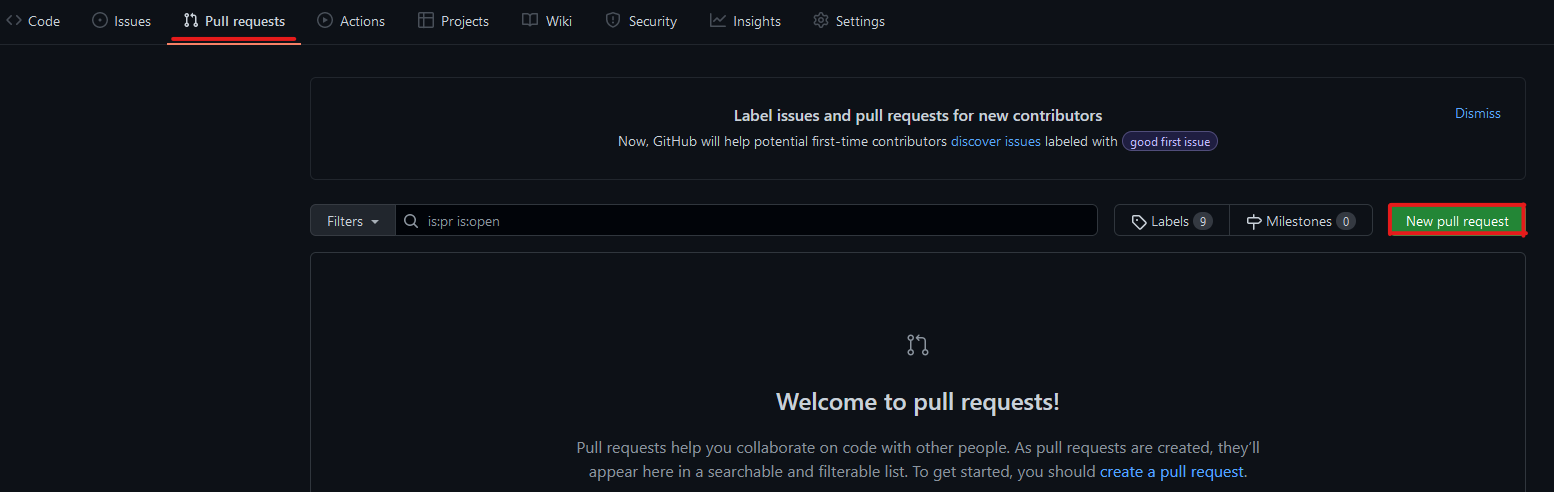 Code Issues Pull requests Actions Projects Wiki Security Insights Settings
Label issues and pull requests for new contributors
Dismiss
Now, GitHub will help potential first-time contributors discover issues labeled with good first issue
Filters is:pr is:open Labels 9 Milestones 0 New pull request
Welcome to pull requests!
Pull requests help you collaborate on code with other people. As pull requests are created, they’ll
appear here in a searchable and filterable list. To get started, you should create a pull request.